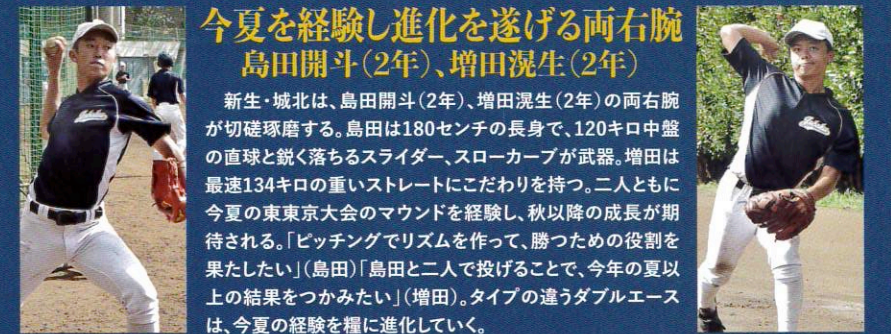 今夏を経験し進化を遂げる両右腕
島田開斗(2年)、増田滉生(2年)
新生・城北は、島田開斗(2年)、増田滉生(2年)の両右腕
が切磋琢磨する。島田は180センチの長身で、120キロ中盤
の直球と鋭く落ちるスライダー、スローカーブが武器。増田は
最速134キロの重いストレートにこだわりを持つ。二人ともに
今夏の東東京大会のマウンドを経験し、秋以降の成長が期
待される。「ピッチングでリズムを作って、勝つための役割を
果たしたい」(島田)「島田と二人で投げることで、今年の夏以
上の結果をつかみたい」(増田)。タイプの違うダブルエース
は、今夏の経験を糧に進化していく。